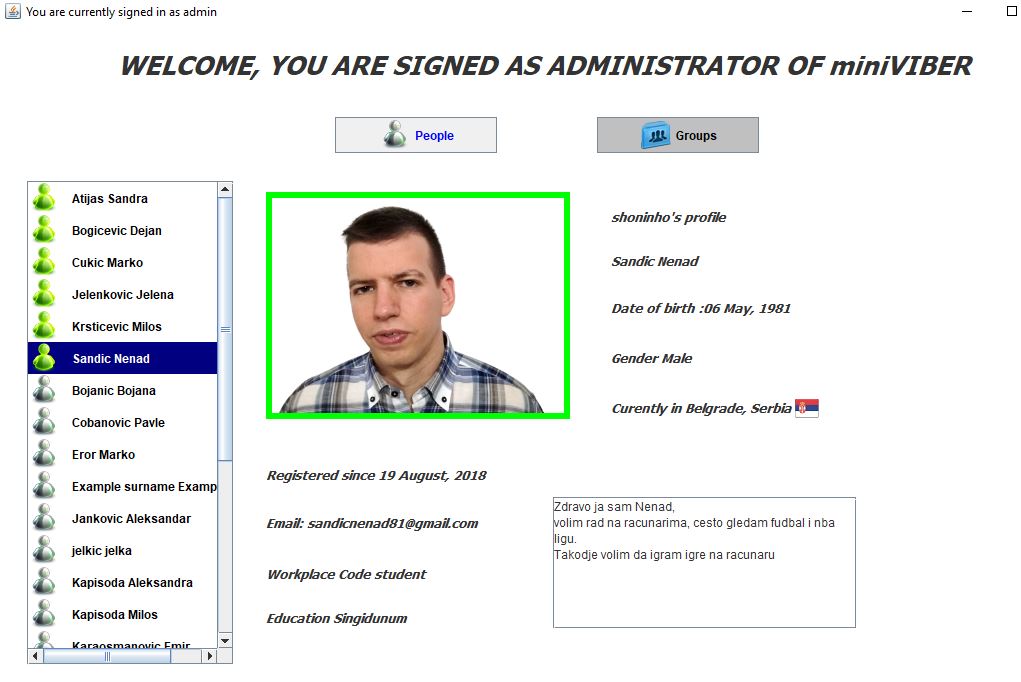 You are currently signed in as admin
WELCOME, YOU ARE SIGNED AS ADMINISTRATOR OF miniVIBER
People
Groups
Atijas Sandra
Bogicevic Dejan
Cukic Marko
Jelenkovic Jelena
Krsticevic Milos
Sandic Nenad
Bojanic Bojana
Cobanovic Pavle
Eror Marko
Example surname Examp
Jankovic Aleksandar
jelkic jelka
Kapisoda Aleksandra
Kapisoda Milos
Karaosmanovic Emir
shoninho's profile
Sandic Nenad
Date of birth :06 May, 1981
Gender Male
Curently in Belgrade, Serbia
Registered since 19 August, 2018
Email: sandicnenad81@gmail.com
Workplace Code student
Education Singidunum
Zdravo ja sam Nenad,
volim rad na racunarima, cesto gledam fudbal i nba
ligu.
Takodje volim da igram igre na racunaru